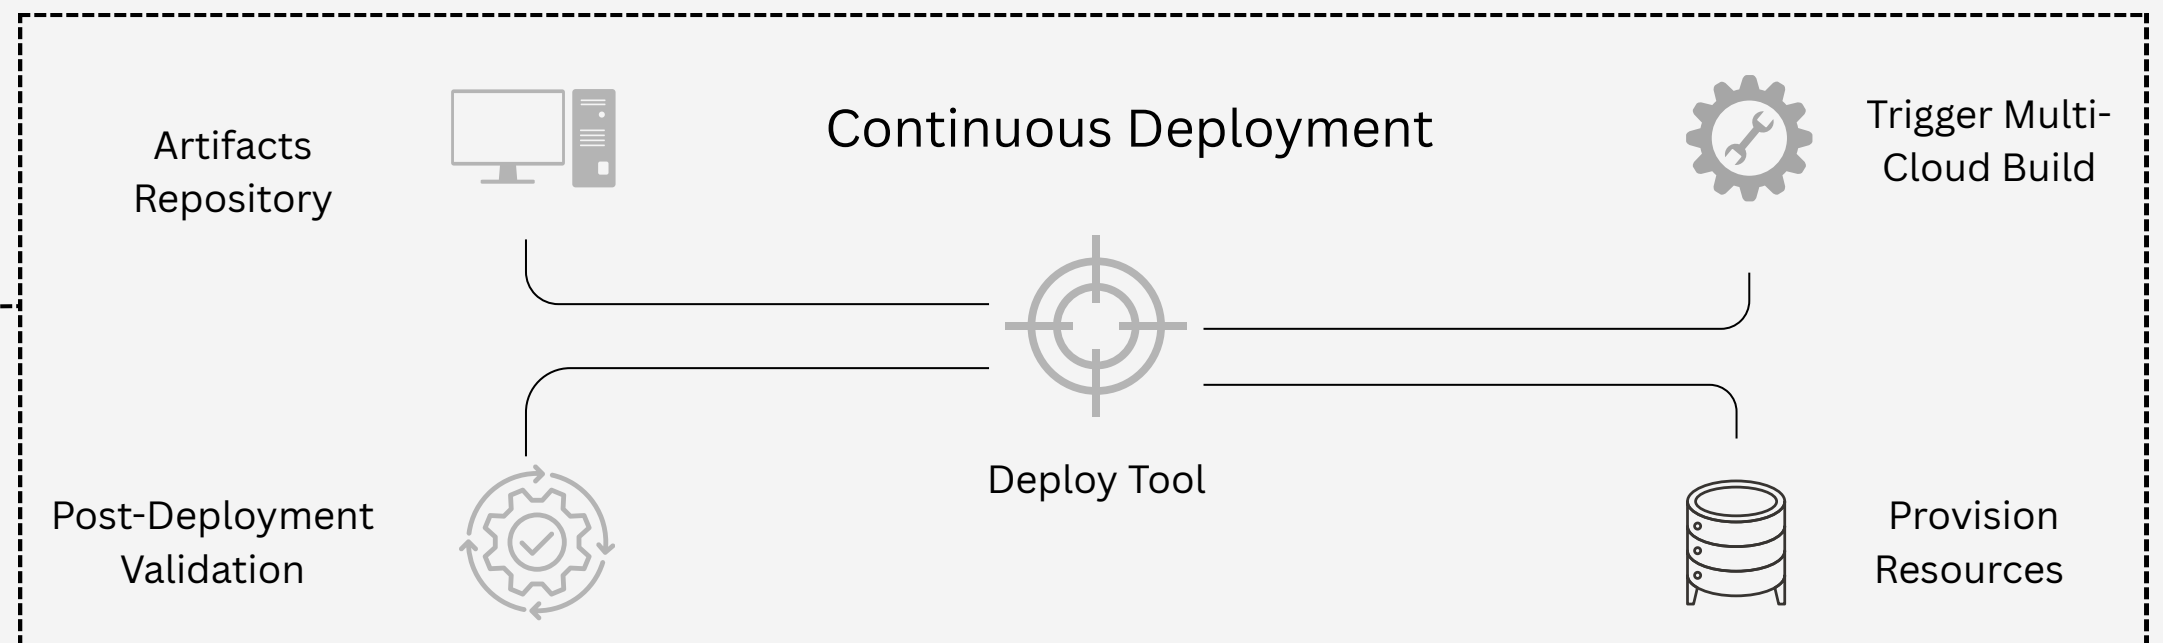 Continuous Deployment
Artifacts
Repository
Trigger Multi-
Cloud Build
Deploy Tool
Post-Deployment
Validation
Provision
Resources